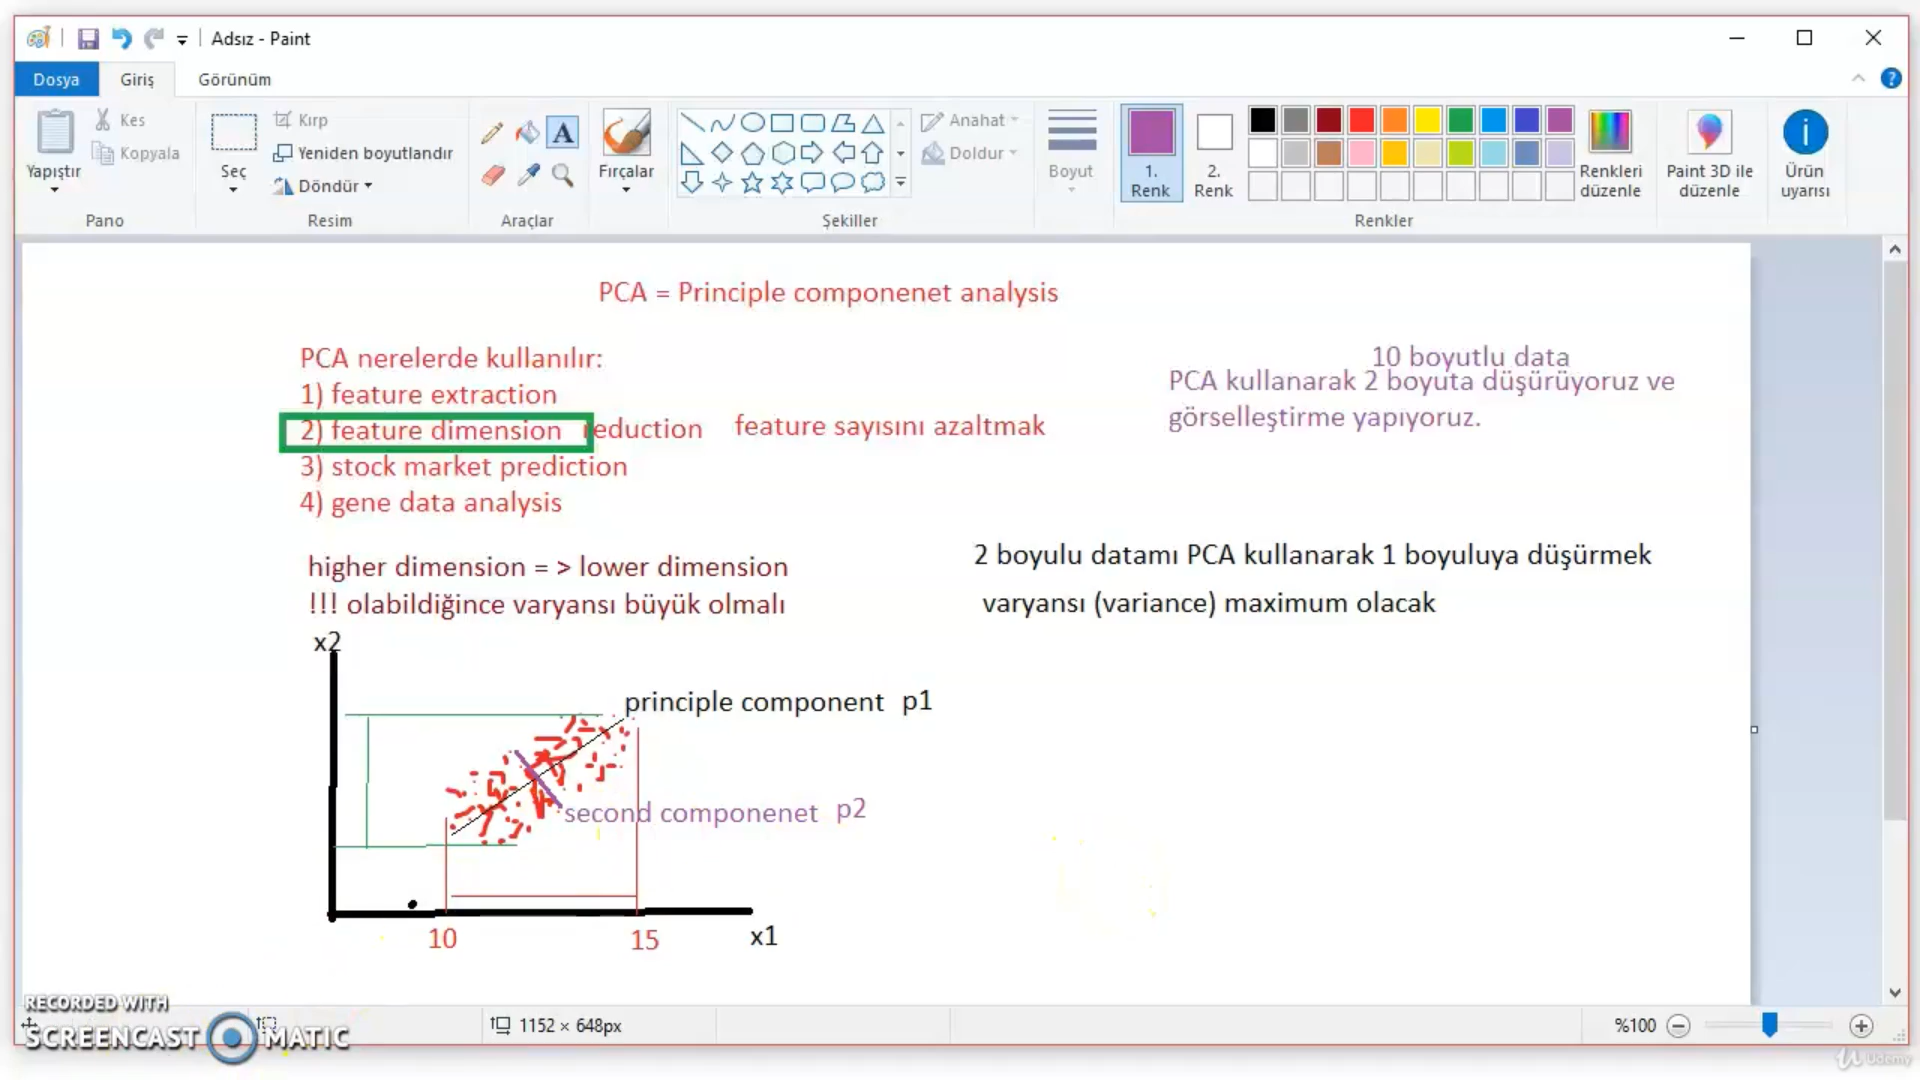 Adsız - Paint
Dosya Giriş Görünüm
Yapıştır
Kes
Kopyala
Pano
Seç
Kırp
Yeniden boyutlandır
Döndür
Resim
A
Araçlar
Fırçalar
Şekiller
Anahat
Doldur
Boyut
1. Renk
2. Renk
Renkler
Renkleri düzenle
Paint 3D ile düzenle
Ürün uyarısı
PCA = Principle componenet analysis
PCA nerelerde kullanılır:
1) feature extraction
2) feature dimension reduction feature sayısını azaltmak
3) stock market prediction
4) gene data analysis
10 boyutlu data
PCA kullanarak 2 boyuta düşürüyoruz ve
görselleştirme yapıyoruz.
higher dimension = > lower dimension
!!! olabildiğince varyansı büyük olmalı
2 boyulu datamı PCA kullanarak 1 boyuluya düşürmek
varyansı (variance) maximum olacak
x2
principle component p1
second componenet p2
10 15 x1
RECORDED WITH
SCREENCAST MATIC
1152 × 648px
%100
Udemy